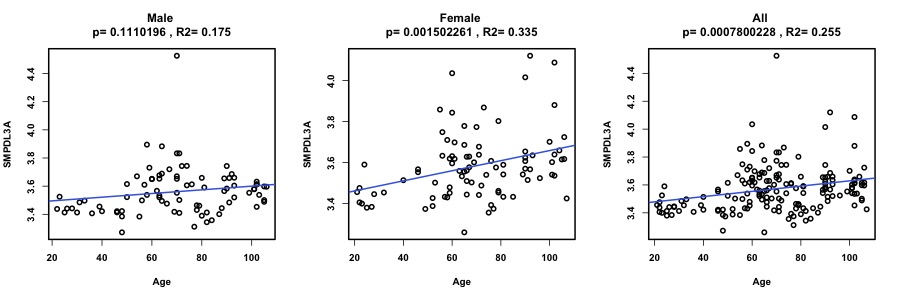 Male
p= 0.1110196 , R2= 0.175
SMPDL3A
4.4
4.2
4.0
3.8
3.6
3.4
20 40 60 80 100
Age
Female
p= 0.001502261 , R2= 0.335
SMPDL3A
4.0
3.8
3.6
3.4
20 40 60 80 100
Age
All
p= 0.0007800228 , R2= 0.255
SMPDL3A
4.4
4.2
4.0
3.8
3.6
3.4
20 40 60 80 100
Age